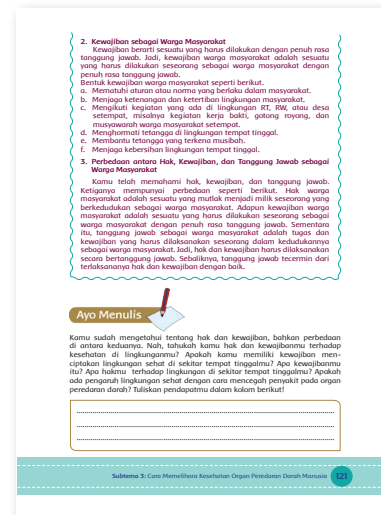 2. Kewajiban sebagai Warga Masyarakat
Kewajiban berarti sesuatu yang harus dilakukan dengan penuh rasa
tanggung jawab. Jadi, kewajiban warga masyarakat adalah sesuatu
yang harus dilakukan seseorang sebagai warga masyarakat dengan
penuh rasa tanggung jawab.
Bentuk kewajiban warga masyarakat seperti berikut.
a. Mematuhi aturan atau norma yang berlaku dalam masyarakat.
b. Menjaga ketenangan dan ketertiban lingkungan masyarakat.
c. Mengikuti kegiatan yang ada di lingkungan RT, RW, atau desa
setempat, misalnya kegiatan kerja bakti, gotong royong, dan
musyawarah warga masyarakat setempat.
d. Menghormati tetangga di lingkungan tempat tinggal.
e. Membantu tetangga yang terkena musibah.
f. Menjaga kebersihan lingkungan tempat tinggal.
3. Perbedaan antara Hak, Kewajiban, dan Tanggung Jawab sebagai
Warga Masyarakat
Kamu telah memahami hak, kewajiban, dan tanggung jawab.
Ketiganya mempunyai perbedaan seperti berikut. Hak warga
masyarakat adalah sesuatu yang mutlak menjadi milik seseorang yang
berkedudukan sebagai warga masyarakat. Adapun kewajiban warga
masyarakat adalah sesuatu yang harus dilakukan seseorang sebagai
warga masyarakat dengan penuh rasa tanggung jawab. Sementara
itu, tanggung jawab sebagai warga masyarakat adalah tugas dan
kewajiban yang harus dilaksanakan seseorang dalam kedudukannya
sebagai warga masyarakat. Jadi, hak dan kewajiban harus dilaksanakan
secara bertanggung jawab. Sebaliknya, tanggung jawab tecermin dari
terlaksananya hak dan kewajiban dengan baik.
Ayo Menulis
Kamu sudah mengetahui tentang hak dan kewajiban, bahkan perbedaan
di antara keduanya. Nah, tahukah kamu hak dan kewajibanmu terhadap
kesehatan di lingkunganmu? Apakah kamu memiliki kewajiban men-
ciptakan lingkungan sehat di sekitar tempat tinggalmu? Apa kewajibanmu
itu? Apa hakmu terhadap lingkungan di sekitar tempat tinggalmu? Apakah
ada pengaruh lingkungan sehat dengan cara mencegah penyakit pada organ
peredaran darah? Tuliskan pendapatmu dalam kolom berikut!
Subtema 3: Cara Memelihara Kesehatan Organ Peredaran Darah Manusia 121